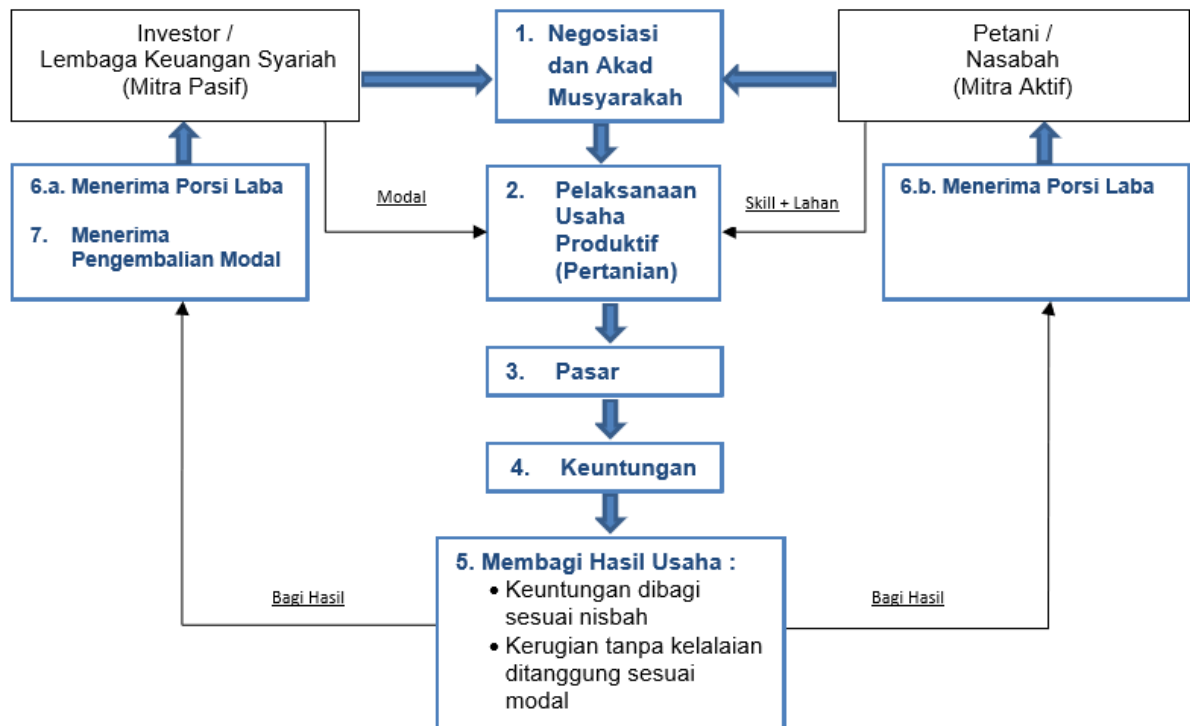 Investor /
Lembaga Keuangan Syariah
(Mitra Pasif)
1. Negosiasi
dan Akad
Musyarakah
Petani /
Nasabah
(Mitra Aktif)
6.a. Menerima Porsi Laba
7. Menerima
Pengembalian Modal
Modal
2. Pelaksanaan
Usaha
Produktif
(Pertanian)
Skill + Lahan
6.b. Menerima Porsi Laba
3. Pasar
4. Keuntungan
Bagi Hasil
5. Membagi Hasil Usaha :
• Keuntungan dibagi
sesuai nisbah
• Kerugian tanpa kelalaian
ditanggung sesuai
modal
Bagi Hasil